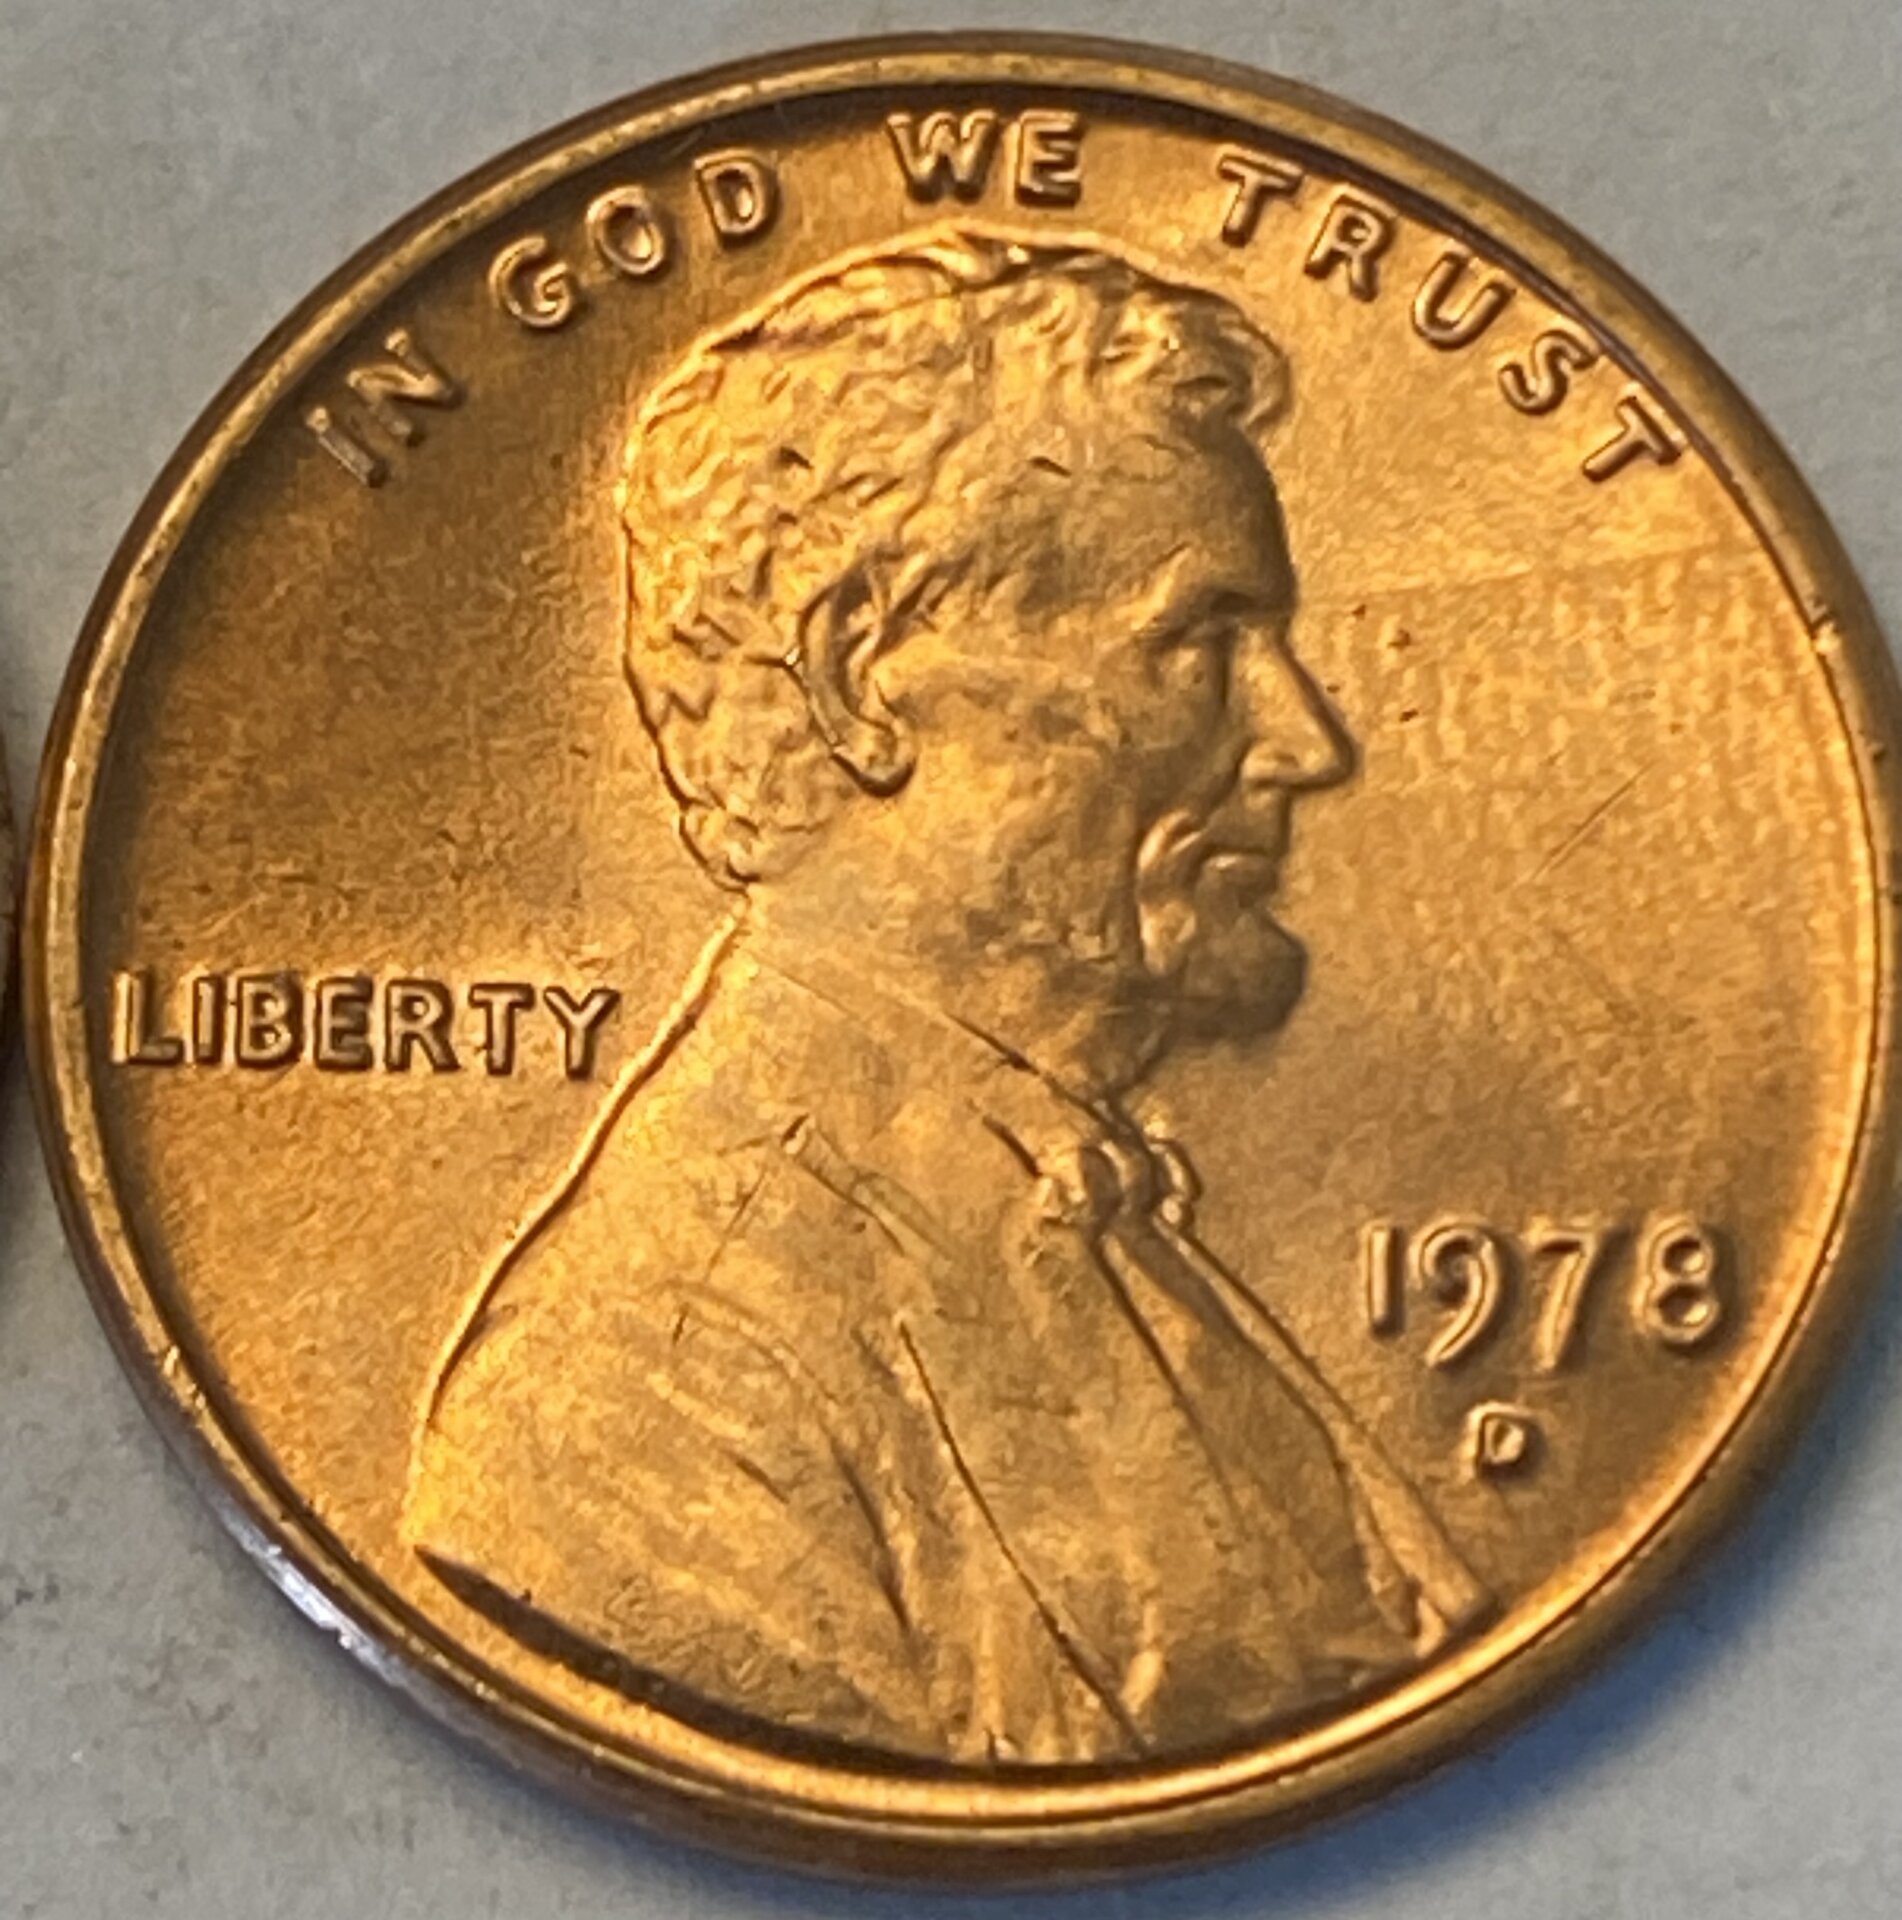 IN GOD WE TRUST
LIBERTY
1978
D